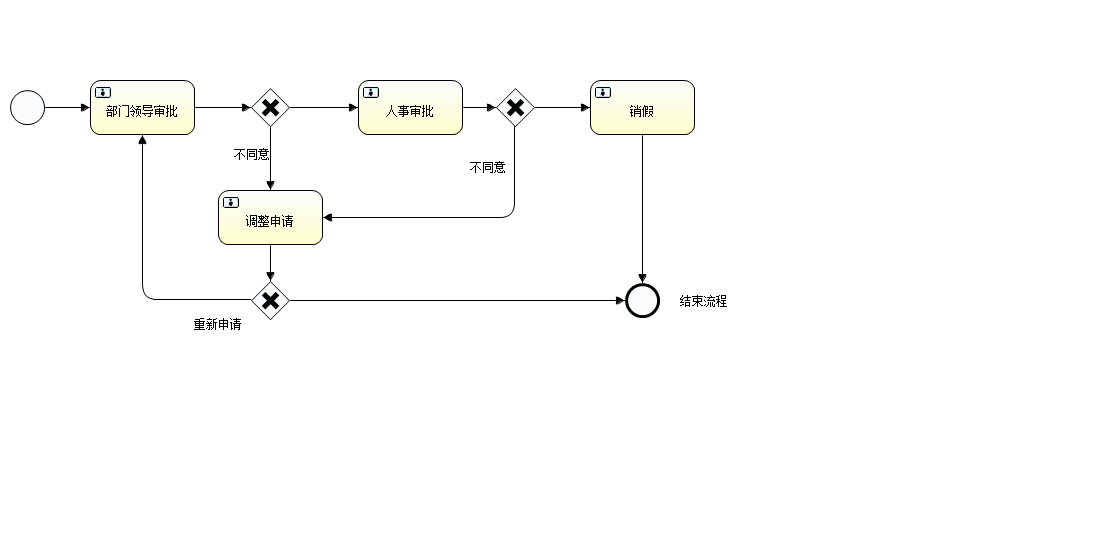 部门领导审批
人事审批
销假
不同意
不同意
调整申请
结束流程
重新申请